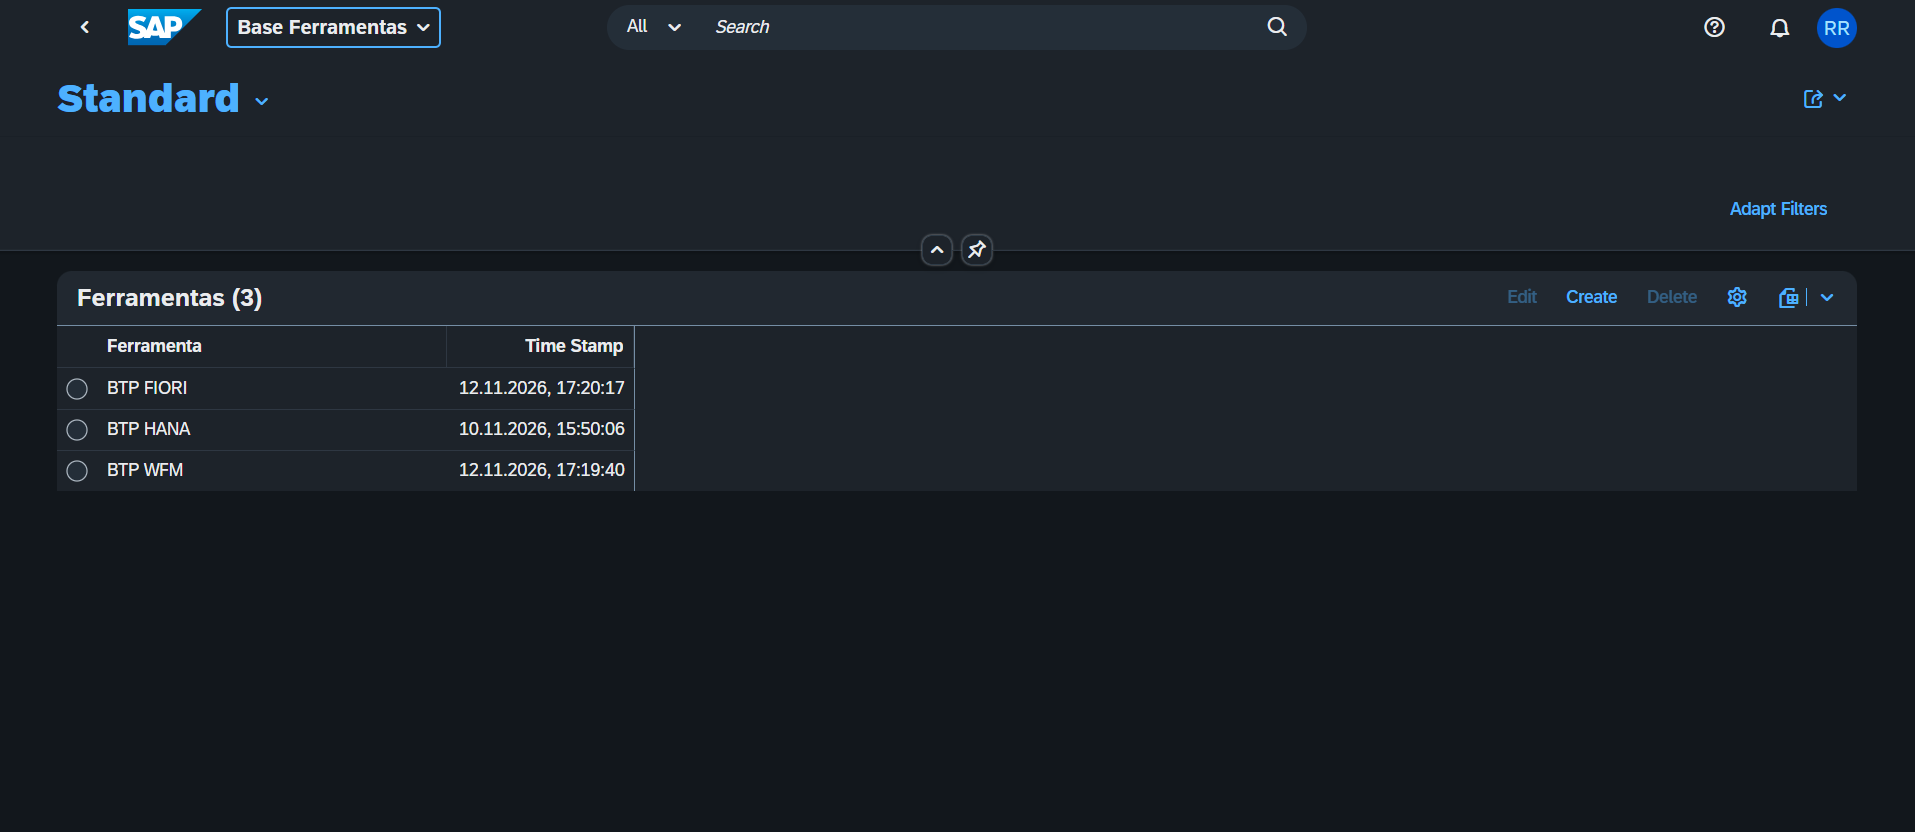 SAP Base Ferramentas All Search RR
Standard
Adapt Filters
Ferramentas (3) Edit Create Delete
Ferramenta Time Stamp
BTP FIORI 12.11.2026, 17:20:17
BTP HANA 10.11.2026, 15:50:06
BTP WFM 12.11.2026, 17:19:40